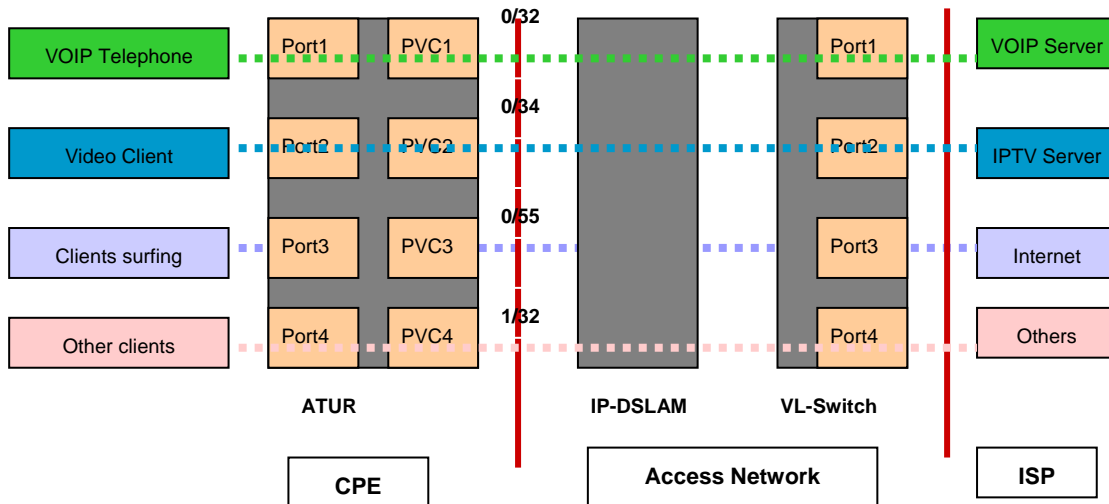 0/32
VOIP Telephone
Port1
PVC1
Port1
VOIP Server
0/34
Video Client
Port2
PVC2
Port2
IPTV Server
0/55
Clients surfing
Port3
PVC3
Port3
Internet
1/32
Other clients
Port4
PVC4
Port4
Others
ATUR
IP-DSLAM
VL-Switch
CPE
Access Network
ISP